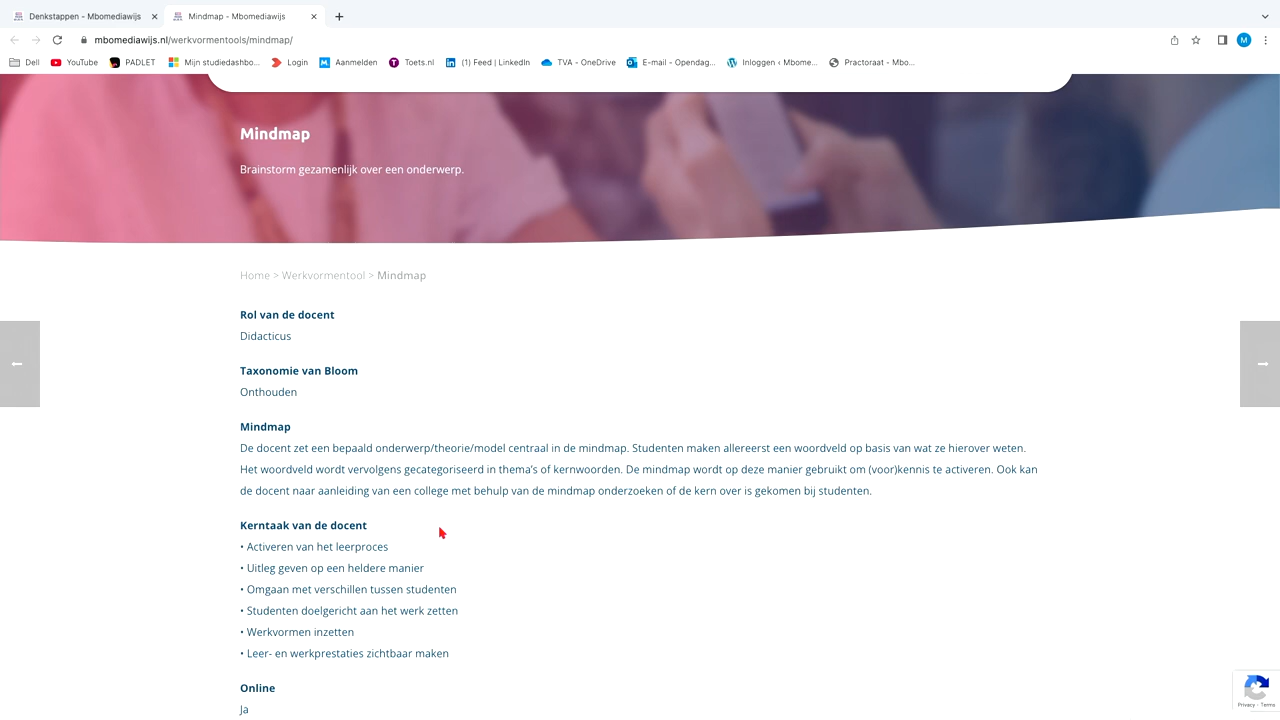 Denkstappen - Mbomediawijs
Mindmap - Mbomediawijs
mbomediawijs.nl/werkvormentools/mindmap/
M
Dell
YouTube
PADLET
Mijn studiedashbo...
Login
Aanmelden
Toets.nl
(1) Feed | LinkedIn
TVA - OneDrive
E-mail - Opendag...
Inloggen ‹ Mbome...
Practoraat - Mbo...
Mindmap
Brainstorm gezamenlijk over een onderwerp.
Home > Werkvormentool > Mindmap
Rol van de docent
Didacticus
Taxonomie van Bloom
Onthouden
Mindmap
De docent zet een bepaald onderwerp/theorie/model centraal in de mindmap. Studenten maken allereerst een woordveld op basis van wat ze hierover weten.
Het woordveld wordt vervolgens gecategoriseerd in thema's of kernwoorden. De mindmap wordt op deze manier gebruikt om (voor)kennis te activeren. Ook kan
de docent naar aanleiding van een college met behulp van de mindmap onderzoeken of de kern over is gekomen bij studenten.
Kerntaak van de docent
• Activeren van het leerproces
• Uitleg geven op een heldere manier
• Omgaan met verschillen tussen studenten
• Studenten doelgericht aan het werk zetten
• Werkvormen inzetten
• Leer- en werkprestaties zichtbaar maken
Online
Ja
Privacy - Terms